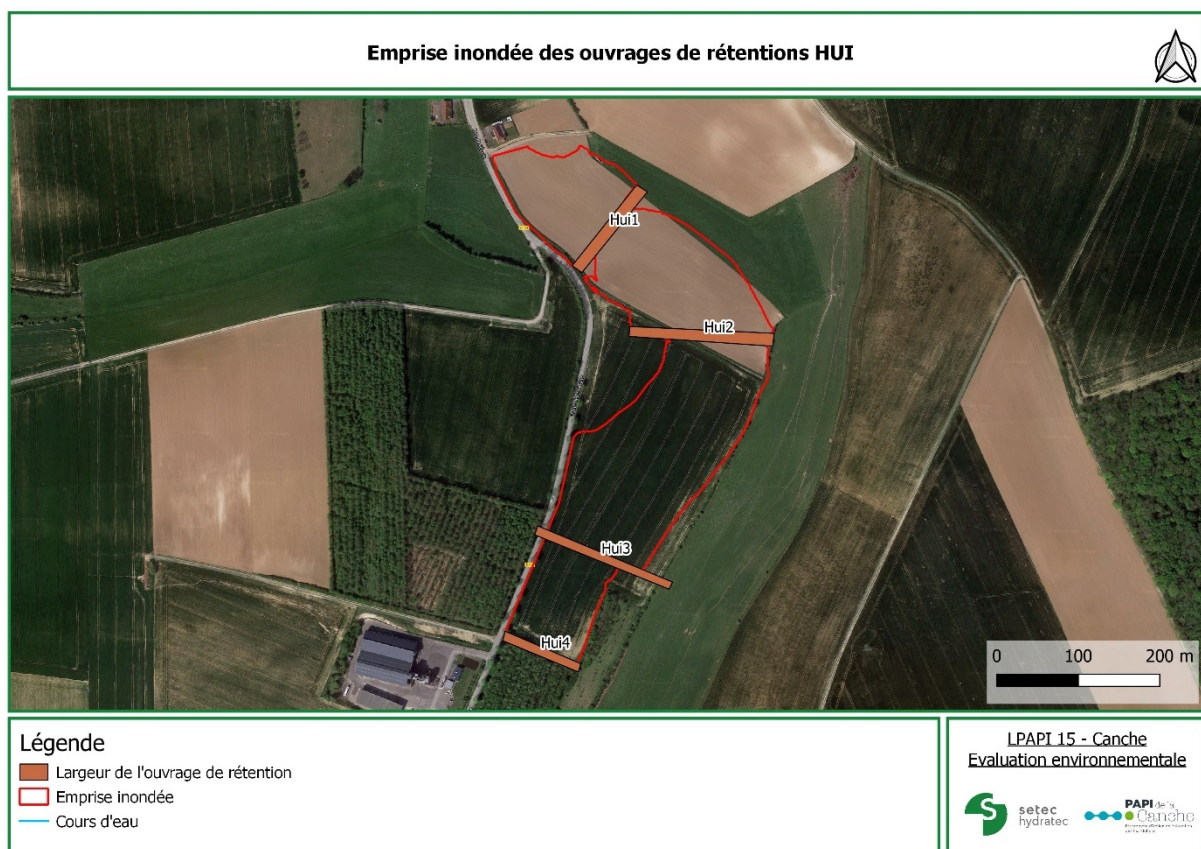 Emprise inondée des ouvrages de rétentions HUI
Hui1
Hui2
Hui3
Hui4
0 100 200 m
Légende
Largeur de l'ouvrage de rétention
Emprise inondée
Cours d'eau
LPAPI 15 - Canche
Evaluation environnementale
setec
hydratec
PAPI de la
Canche